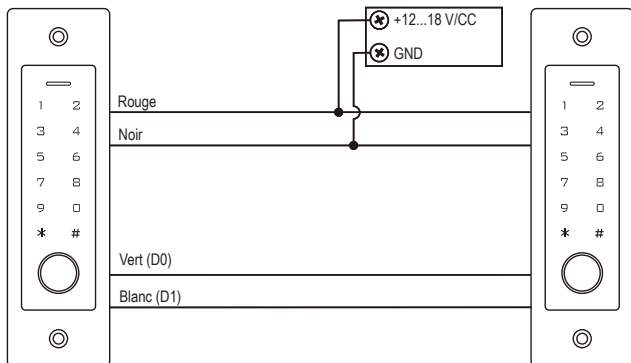 +12...18 V/CC
GND
Rouge
Noir
Vert (D0)
Blanc (D1)
1 2
3 4
5 6
7 8
9 0
* #
1 2
3 4
5 6
7 8
9 0
* #